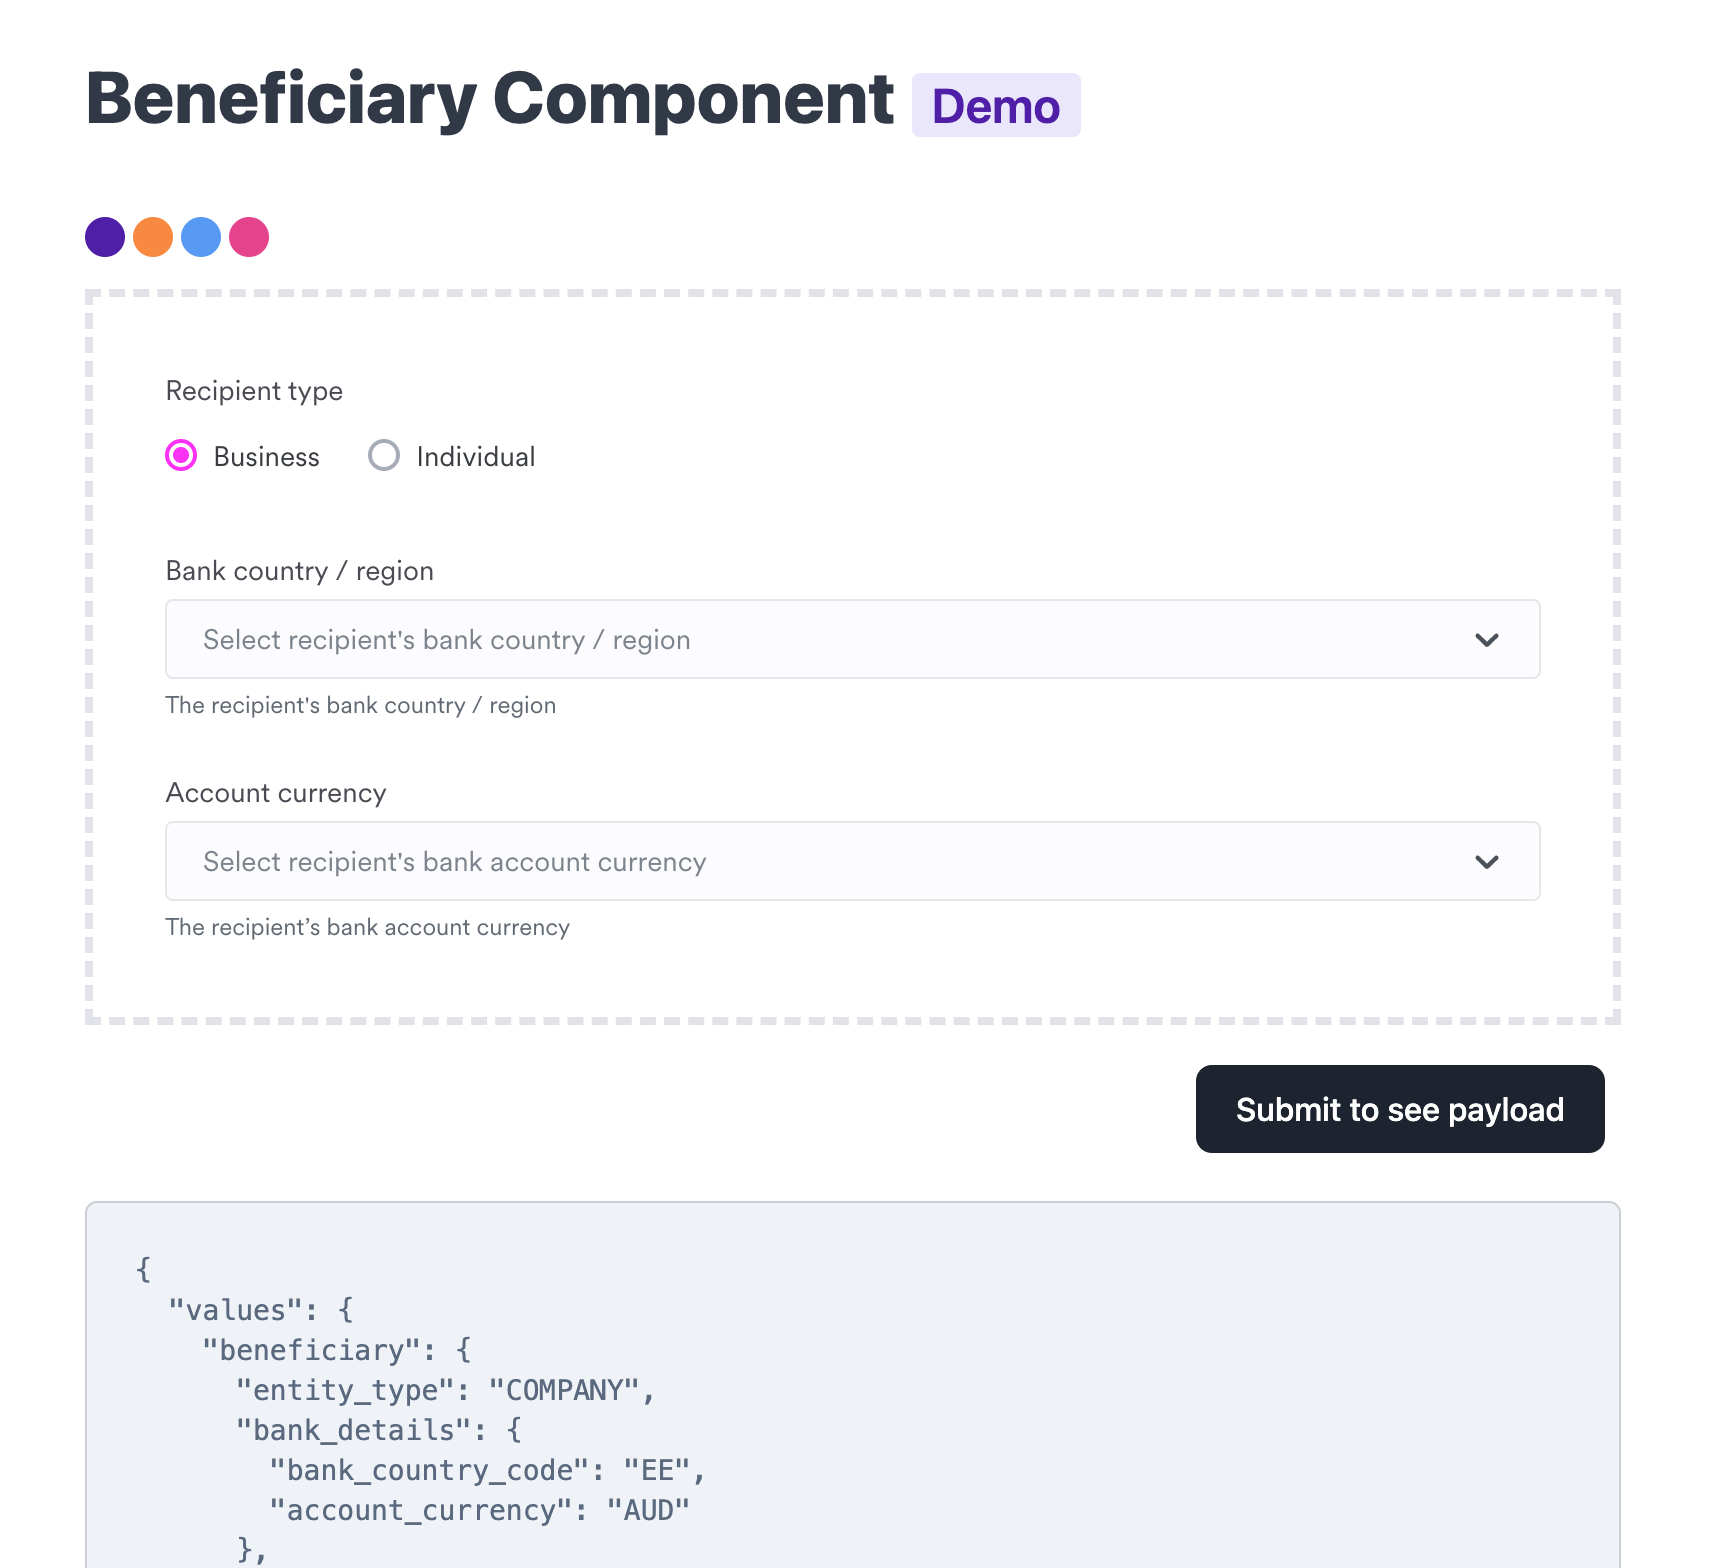 Beneficiary Component Demo
Recipient type
Business Individual
Bank country / region
Select recipient's bank country / region
The recipient's bank country / region
Account currency
Select recipient's bank account currency
The recipient’s bank account currency
Submit to see payload
{
"values": {
"beneficiary": {
"entity_type": "COMPANY",
"bank_details": {
"bank_country_code": "EE",
"account_currency": "AUD"
},